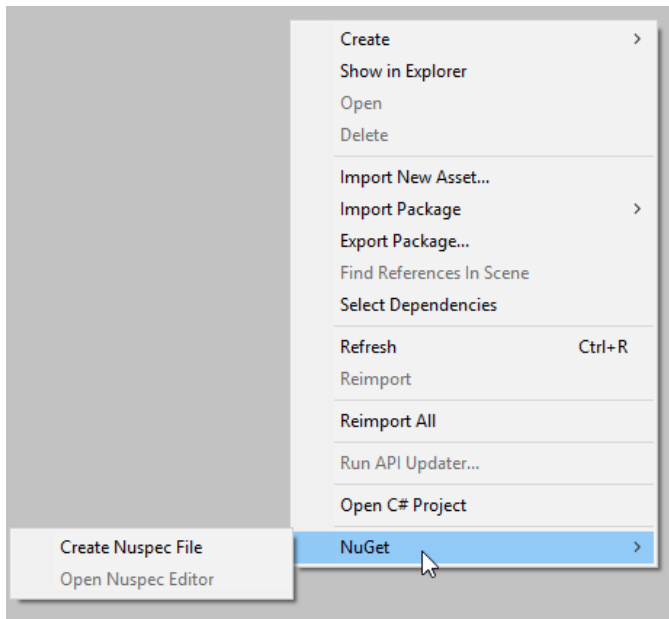 Create
Show in Explorer
Open
Delete
Import New Asset...
Import Package
Export Package...
Find References In Scene
Select Dependencies
Refresh Ctrl+R
Reimport
Reimport All
Run API Updater...
Open C# Project
NuGet
Create Nuspec File
Open Nuspec Editor